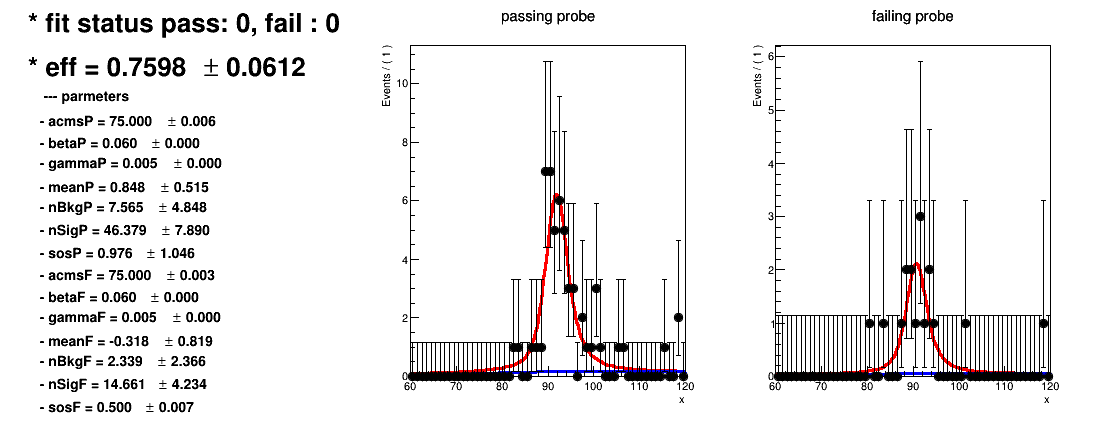 * fit status pass: 0, fail : 0
* eff = 0.7598 ± 0.0612
--- parmeters
- acmsP = 75.000 ± 0.006
- betaP = 0.060 ± 0.000
- gammaP = 0.005 ± 0.000
- meanP = 0.848 ± 0.515
- nBkgP = 7.565 ± 4.848
- nSigP = 46.379 ± 7.890
- sosP = 0.976 ± 1.046
- acmsF = 75.000 ± 0.003
- betaF = 0.060 ± 0.000
- gammaF = 0.005 ± 0.000
- meanF = -0.318 ± 0.819
- nBkgF = 2.339 ± 2.366
- nSigF = 14.661 ± 4.234
- sosF = 0.500 ± 0.007
passing probe
Events / ( 1 )
10
8
6
4
2
0
60 70 80 90 100 110 120
x
failing probe
Events / ( 1 )
6
5
4
3
2
1
0
60 70 80 90 100 110 120
x